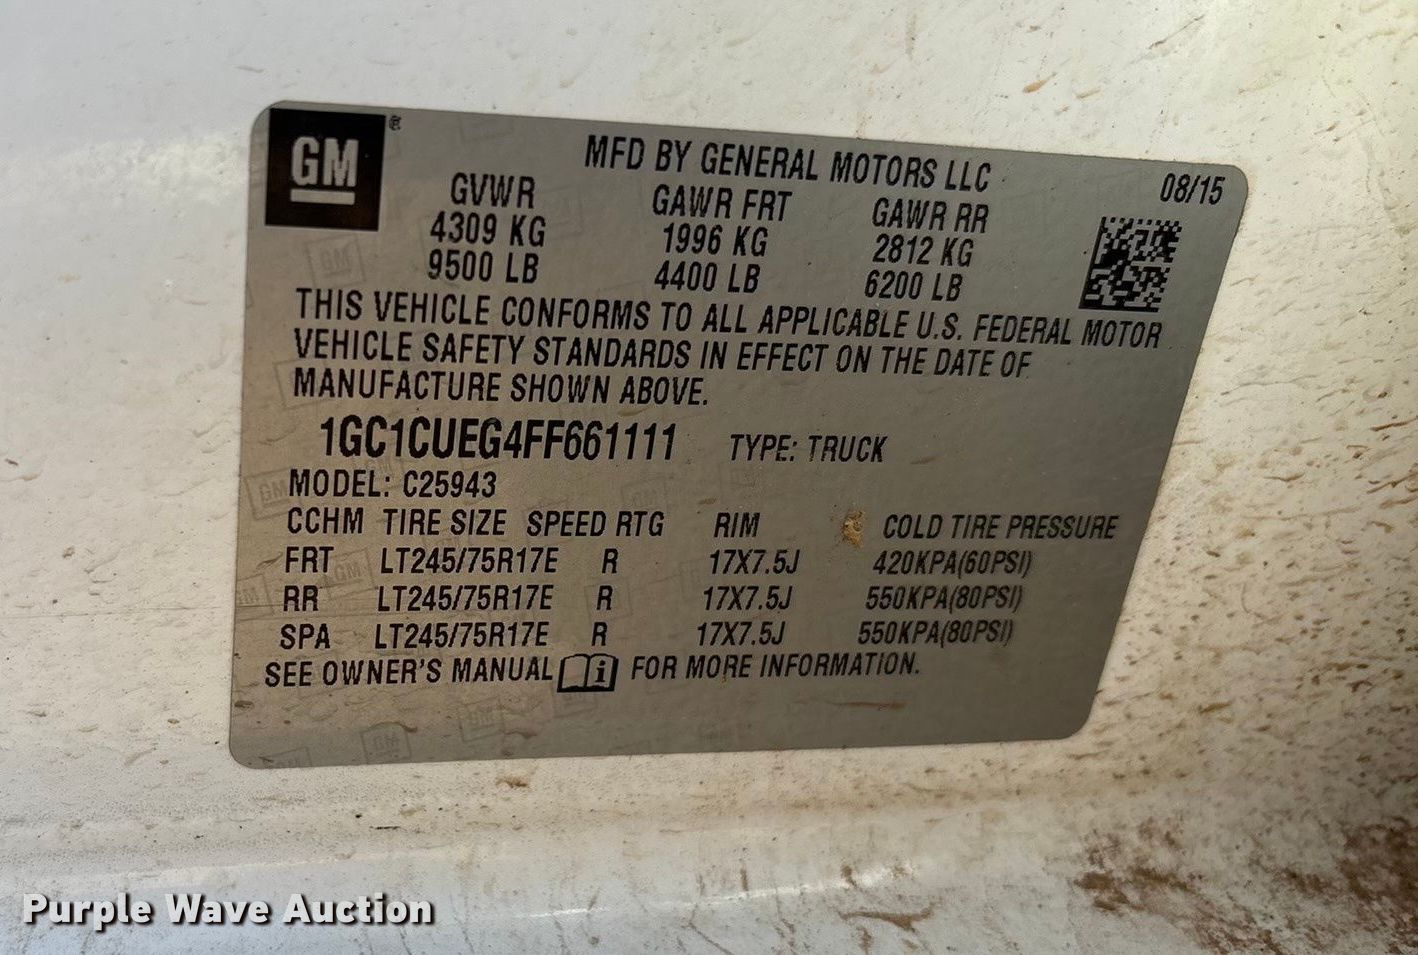 GM
MFD BY GENERAL MOTORS LLC
08/15
GVWR GAWR FRT GAWR RR
4309 KG 1996 KG 2812 KG
9500 LB 4400 LB 6200 LB
THIS VEHICLE CONFORMS TO ALL APPLICABLE U.S. FEDERAL MOTOR
VEHICLE SAFETY STANDARDS IN EFFECT ON THE DATE OF
MANUFACTURE SHOWN ABOVE.
1GC1CUEG4FF661111 TYPE: TRUCK
MODEL: C25943
CCHM TIRE SIZE SPEED RTG RIM COLD TIRE PRESSURE
FRT LT245/75R17E R 17X7.5J 420KPA(60PSI)
RR LT245/75R17E R 17X7.5J 550KPA(80PSI)
SPA LT245/75R17E R 17X7.5J 550KPA(80PSI)
SEE OWNER'S MANUAL i FOR MORE INFORMATION.
Purple Wave Auction